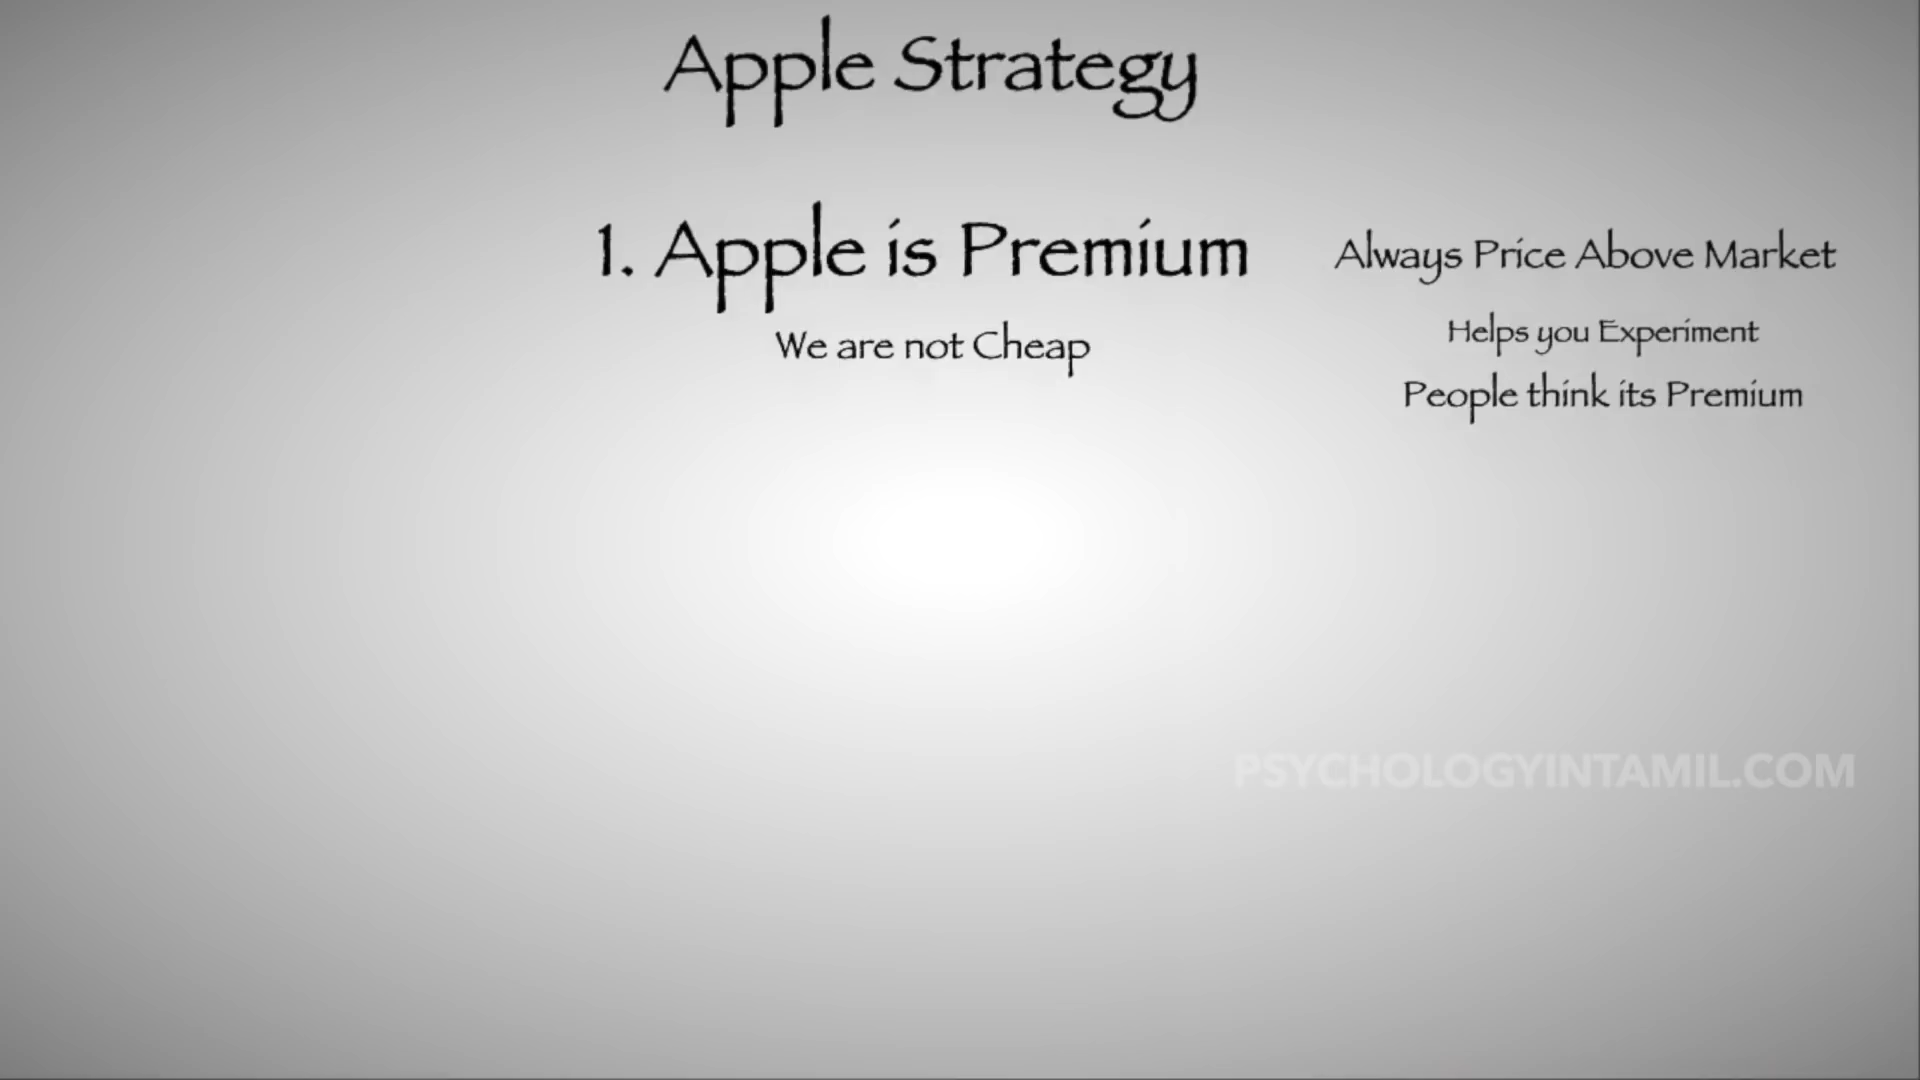 Apple Strategy
1. Apple is Premium
We are not Cheap
Always Price Above Market
Helps you Experiment
People think its Premium
PSYCHOLOGYINTAMIL.COM